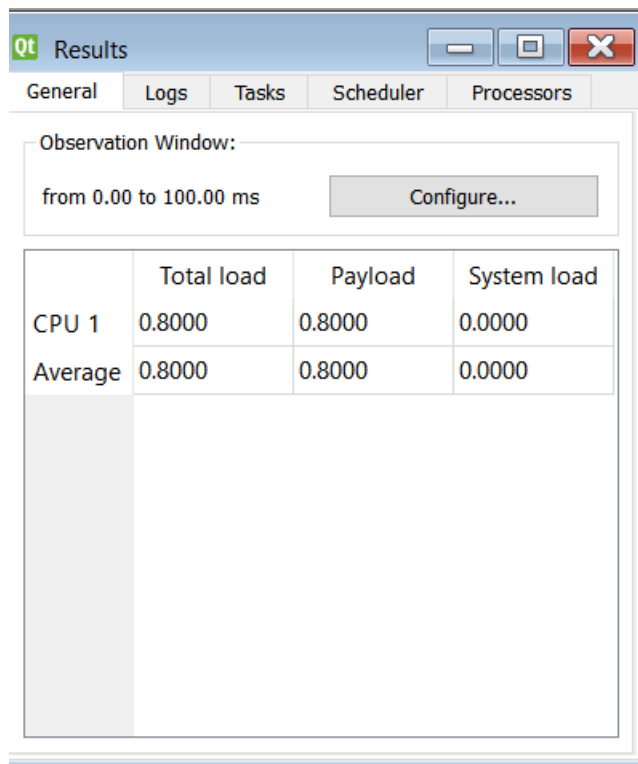 Qt Results
General Logs Tasks Scheduler Processors
Observation Window:
from 0.00 to 100.00 ms Configure...
Total load Payload System load
CPU 1 0.8000 0.8000 0.0000
Average 0.8000 0.8000 0.0000